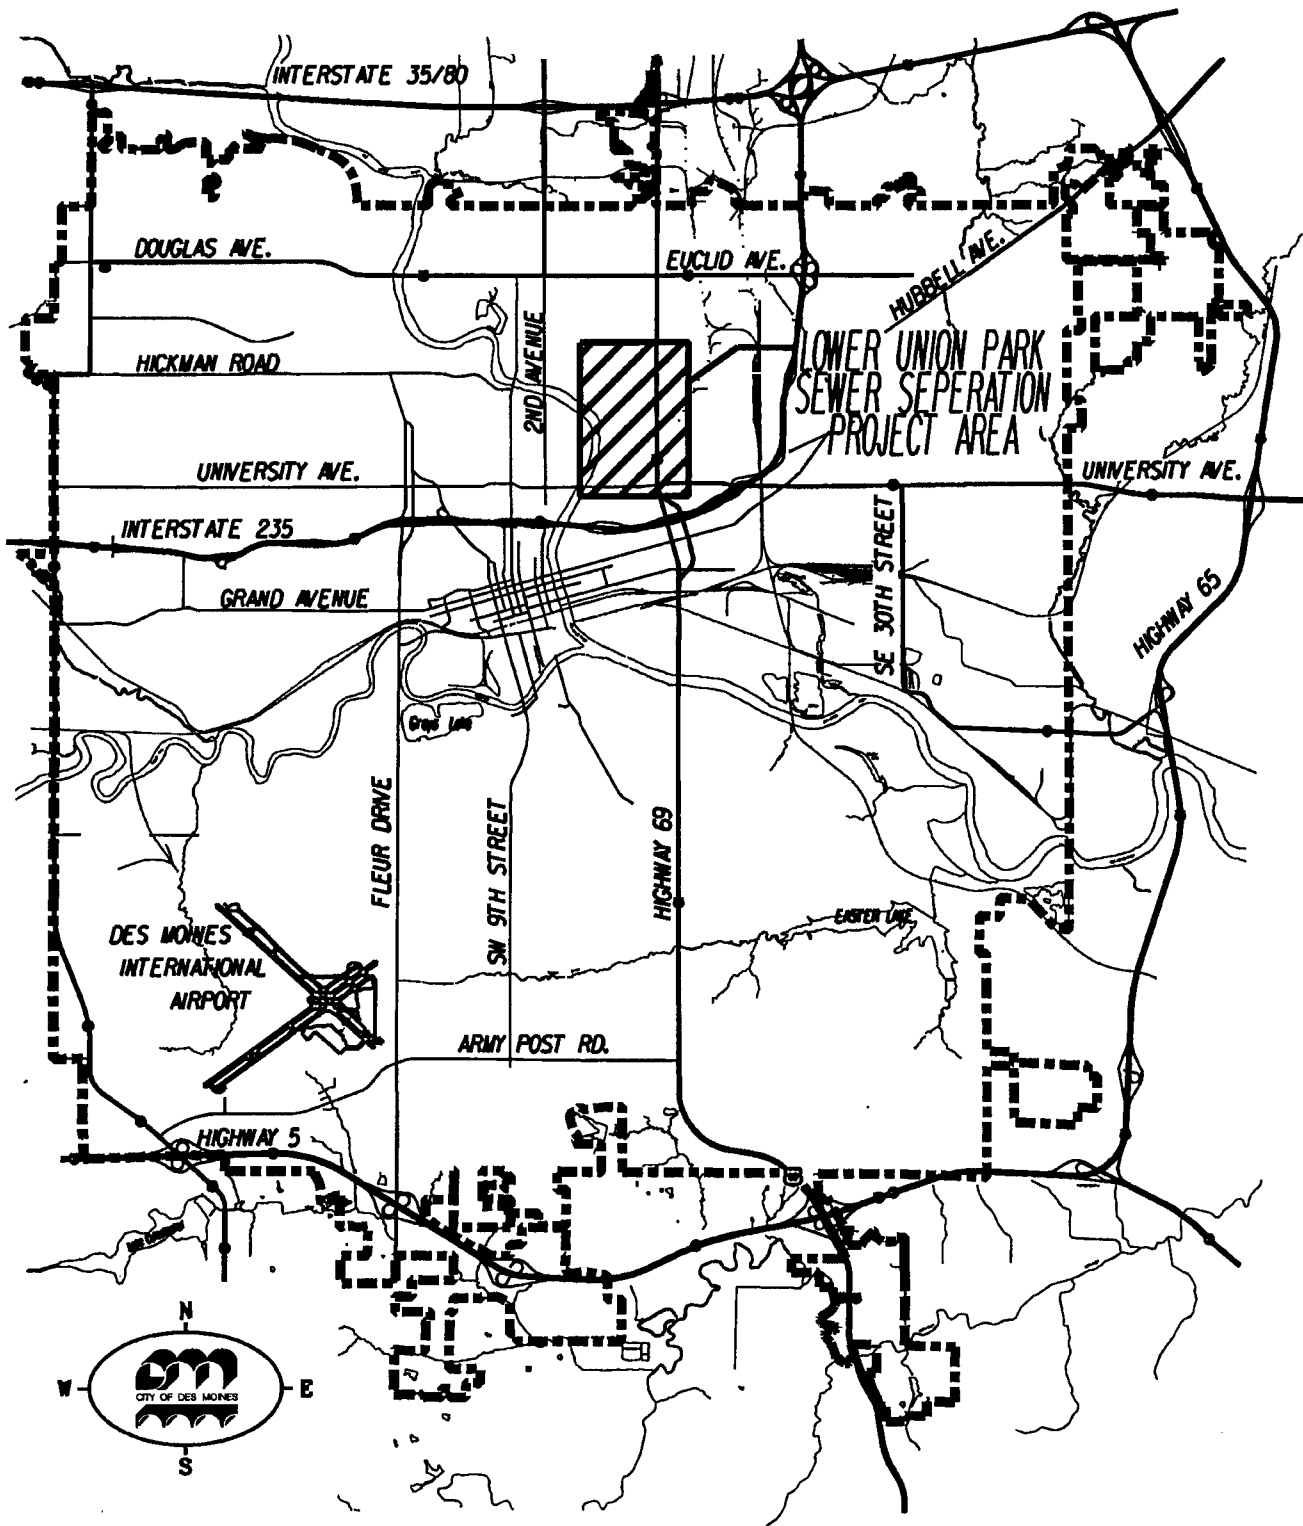 INTERSTATE 35/80
DOUGLAS AVE.
EUCLID AVE.
HUBBELL AVE.
2ND AVENUE
HICKMAN ROAD
LOWER UNION PARK
SEWER SEPERATION
PROJECT AREA
UNIVERSITY AVE.
UNIVERSITY AVE.
INTERSTATE 235
SE 30TH STREET
GRAND AVENUE
HIGHWAY 65
Grays Lake
FLEUR DRIVE
SW 9TH STREET
HIGHWAY 69
EASTER LAKE
DES MOINES
INTERNATIONAL
AIRPORT
ARMY POST RD.
HIGHWAY 5
N
W
E
CITY OF DES MOINES
S